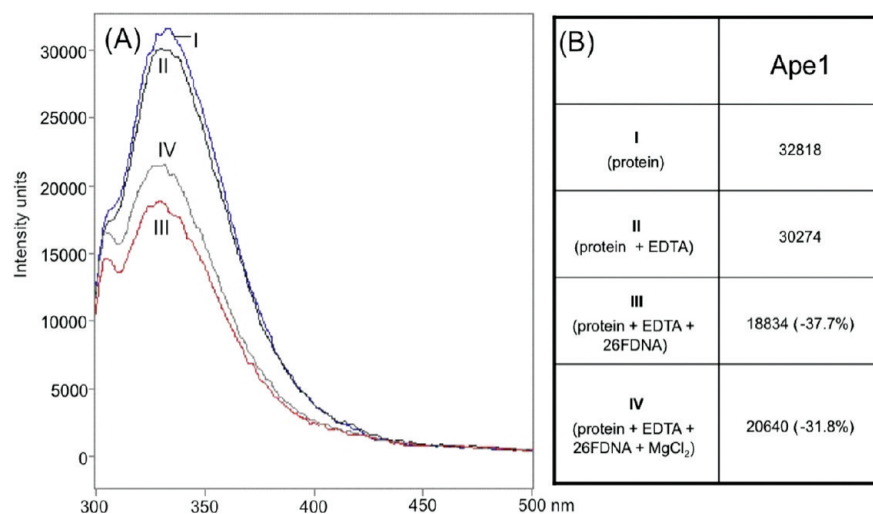 (A)
I
II
IV
III
30000
25000
20000
15000
10000
5000
0
Intensity units
300
350
400
450
500 nm
(B)
Ape1
I
(protein)
32818
II
(protein + EDTA)
30274
III
(protein + EDTA +
26FDNA)
18834 (-37.7%)
IV
(protein + EDTA +
26FDNA + MgCl₂)
20640 (-31.8%)